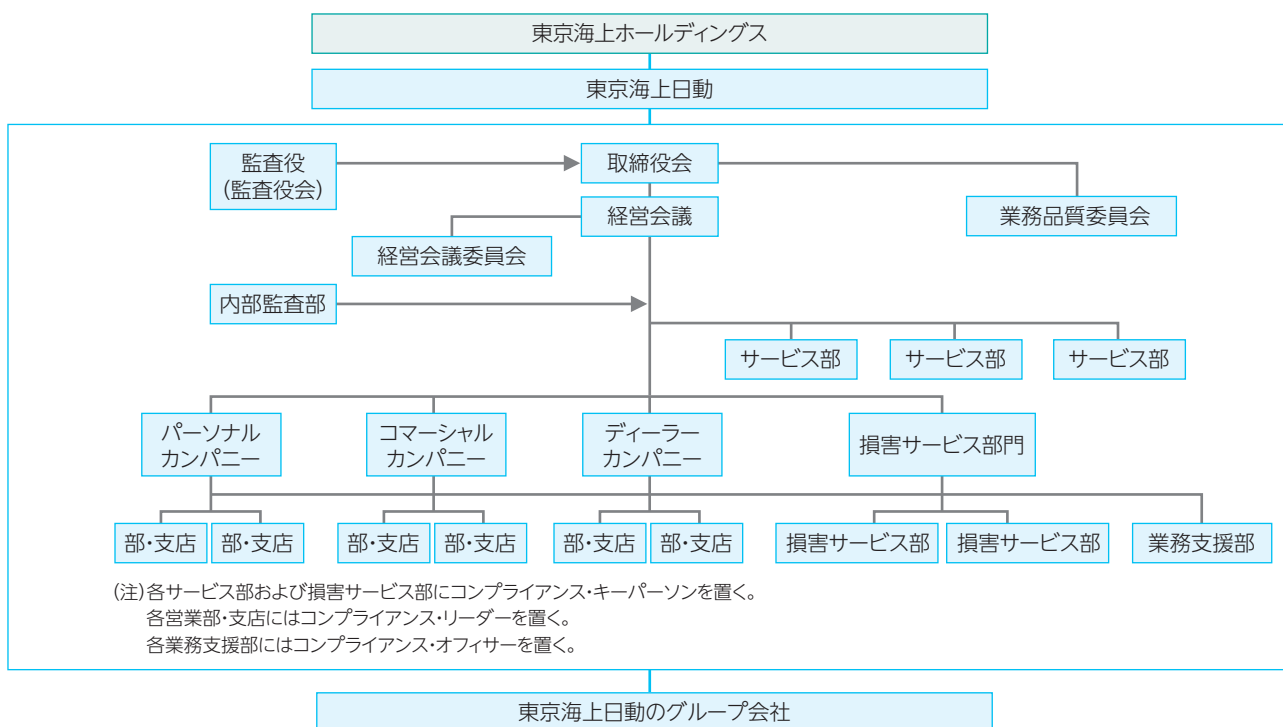 東京海上ホールディングス
東京海上日動
監査役
(監査役会)
取締役会
経営会議
業務品質委員会
経営会議委員会
内部監査部
サービス部
サービス部
サービス部
パーソナル
カンパニー
コマーシャル
カンパニー
ディーラー
カンパニー
損害サービス部門
部・支店
部・支店
部・支店
部・支店
部・支店
部・支店
損害サービス部
損害サービス部
業務支援部
(注)各サービス部および損害サービス部にコンプライアンス・キーパーソンを置く。
各営業部・支店にはコンプライアンス・リーダーを置く。
各業務支援部にはコンプライアンス・オフィサーを置く。
東京海上日動のグループ会社